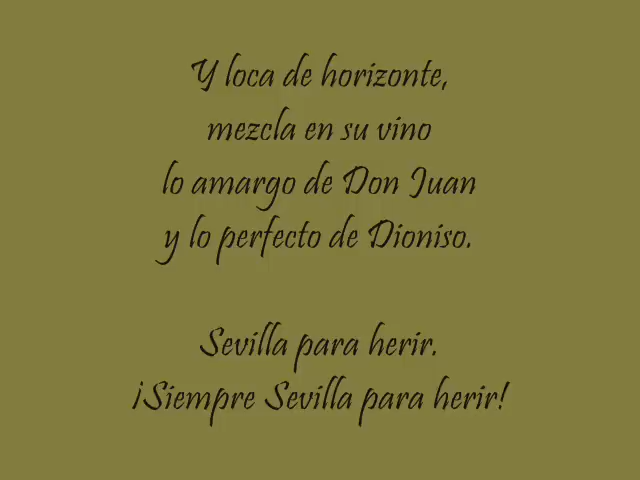 Y loca de horizonte,
mezcla en su vino
lo amargo de Don Juan
y lo perfecto de Dioniso.
Sevilla para herir.
¡Siempre Sevilla para herir!